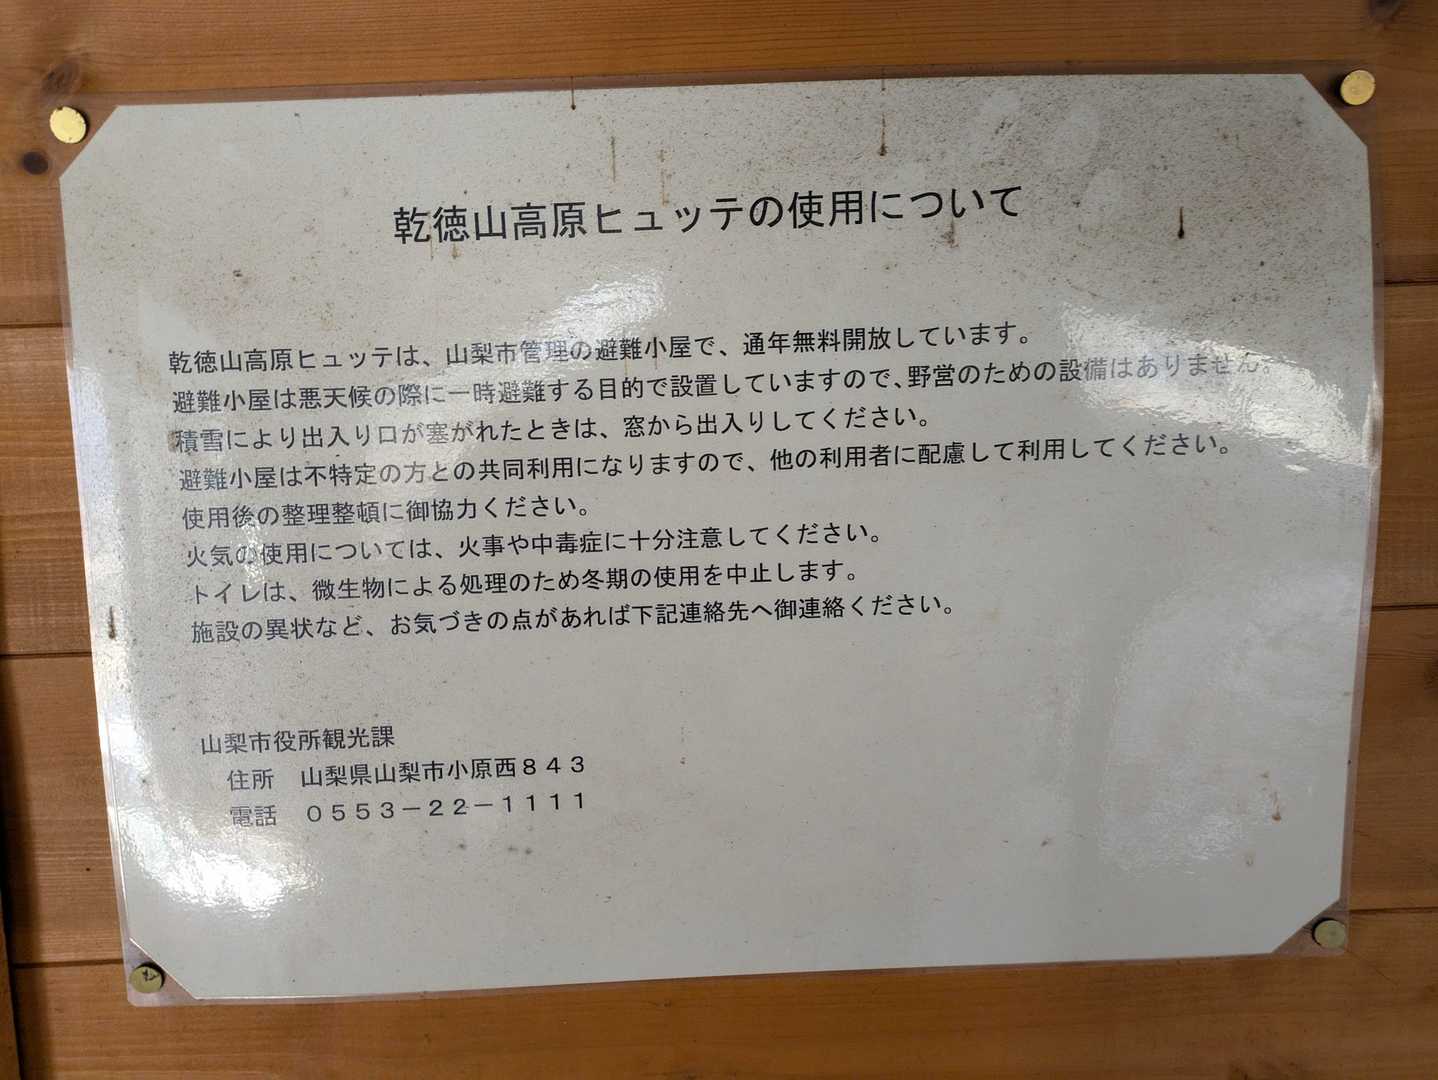 乾徳山高原ヒュッテの使用について
乾徳山高原ヒュッテは、山梨市管理の避難小屋で、通年無料開放しています。
避難小屋は悪天候の際に一時避難する目的で設置していますので、野営のための設備はありません。
積雪により出入り口が塞がれたときは、窓から出入りしてください。
避難小屋は不特定の方との共同利用になりますので、他の利用者に配慮して利用してください。
使用後の整理整頓に御協力ください。
火気の使用については、火事や中毒症に十分注意してください。
トイレは、微生物による処理のため冬期の使用を中止します。
施設の異状など、お気づきの点があれば下記連絡先へ御連絡ください。
山梨市役所観光課
住所　山梨県山梨市小原西８４３
電話　０５５３－２２－１１１１